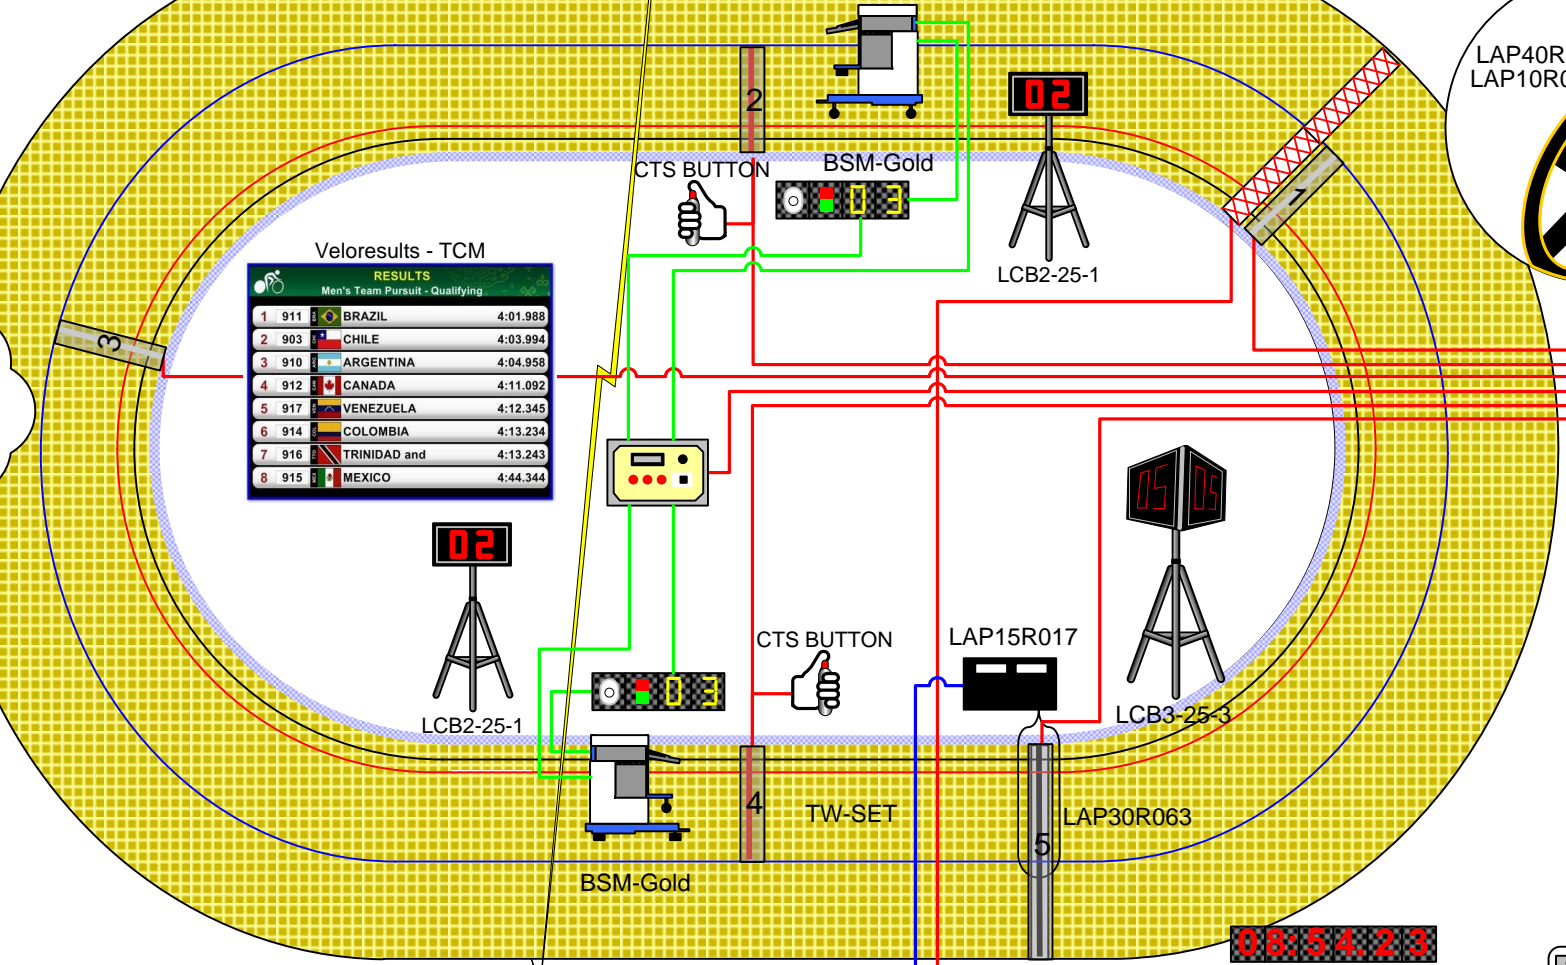 LAP40R
LAP10R0
2
02
CTS BUTTON
BSM-Gold
03
1
LCB2-25-1
Veloresults - TCM
RESULTS
Men's Team Pursuit - Qualifying
1 911 BRAZIL 4:01.988
2 903 CHILE 4:03.994
3 910 ARGENTINA 4:04.958
4 912 CANADA 4:11.092
5 917 VENEZUELA 4:12.345
6 914 COLOMBIA 4:13.234
7 916 TRINIDAD and 4:13.243
8 915 MEXICO 4:44.344
3
05 05
02
LCB2-25-1
CTS BUTTON
LAP15R017
03
LCB3-25-3
4
TW-SET
LAP30R063
5
BSM-Gold
08:54.23